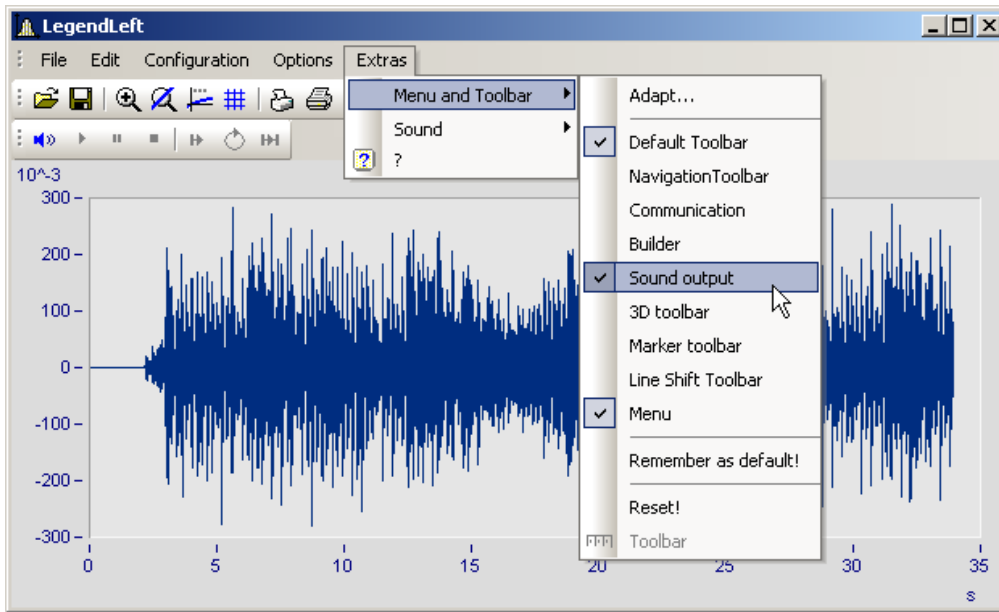 LegendLeft
File Edit Configuration Options Extras
Menu and Toolbar
Sound
?
Adapt...
Default Toolbar
NavigationToolbar
Communication
Builder
Sound output
3D toolbar
Marker toolbar
Line Shift Toolbar
Menu
Remember as default!
Reset!
Toolbar
10^-3
300
200
100
0
-100
-200
-300
0 5 10 15 20 25 30 35
s